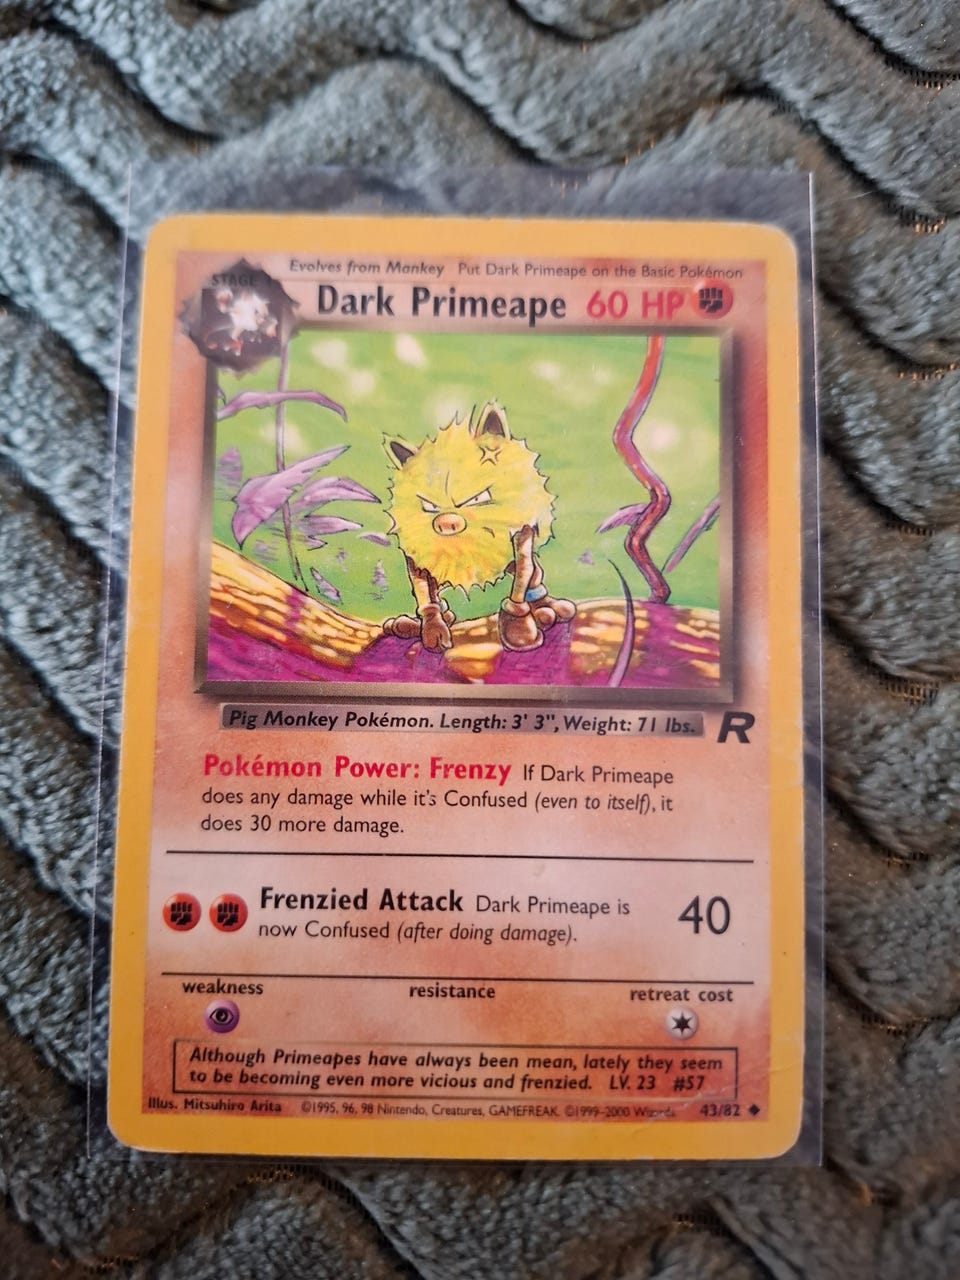 Evolves from Mankey Put Dark Primeape on the Basic Pokémon
STAGE 1
Dark Primeape 60 HP
Pig Monkey Pokémon. Length: 3' 3", Weight: 71 lbs.
R
Pokémon Power: Frenzy If Dark Primeape
does any damage while it's Confused (even to itself), it
does 30 more damage.
Frenzied Attack Dark Primeape is 40
now Confused (after doing damage).
weakness resistance retreat cost
Although Primeapes have always been mean, lately they seem
to be becoming even more vicious and frenzied. LV. 23 #57
Illus. Mitsuhiro Arita ©1995, 96, 98 Nintendo, Creatures, GAMEFREAK. ©1999-2000 Wizards 43/82